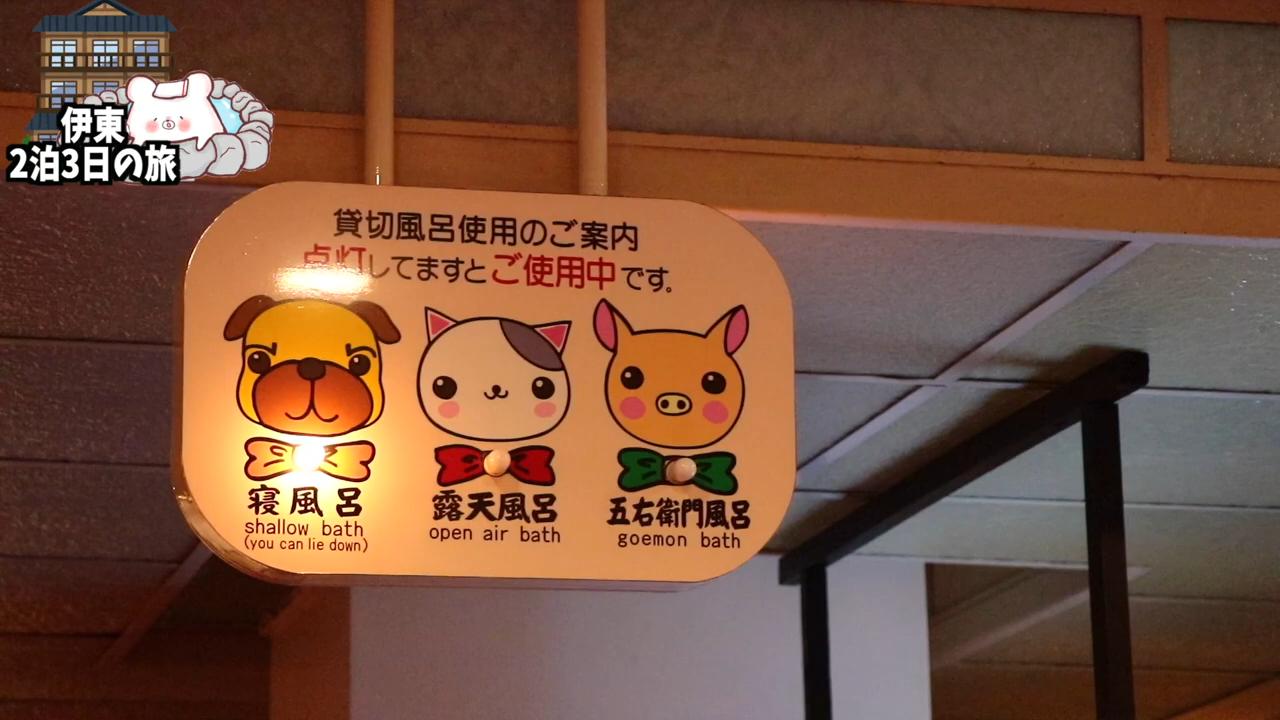 伊東
2泊3日の旅
貸切風呂使用のご案内
点灯してますとご使用中です。
寝風呂
shallow bath
(you can lie down)
露天風呂
open air bath
五右衛門風呂
goemon bath